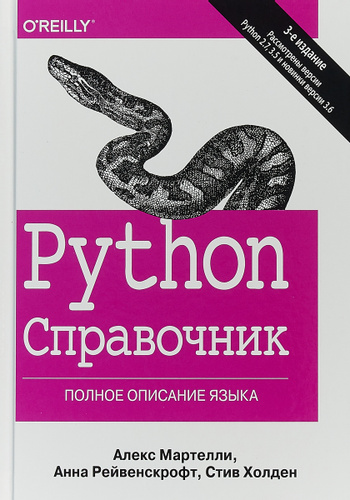 O'REILLY®
3-е издание
Рассмотрены версии
Python 2.7, 3.5 и новинки версии 3.6
Python
Справочник
ПОЛНОЕ ОПИСАНИЕ ЯЗЫКА
Алекс Мартелли,
Анна Рейвенскрофт, Стив Холден